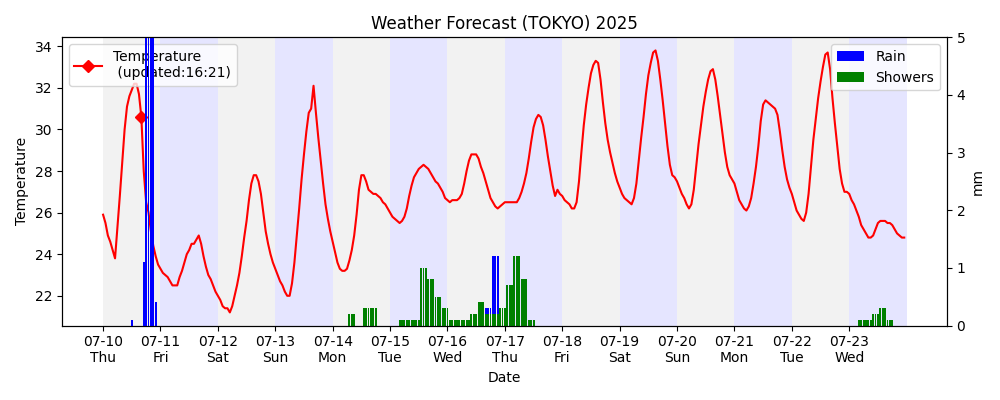 Weather Forecast (TOKYO) 2025
Temperature
(updated:16:21)
Rain
Showers
34
32
30
28
26
24
22
Temperature
5
4
3
2
1
0
mm
07-10 07-11 07-12 07-13 07-14 07-15 07-16 07-17 07-18 07-19 07-20 07-21 07-22 07-23
Thu Fri Sat Sun Mon Tue Wed Thu Fri Sat Sun Mon Tue Wed
Date